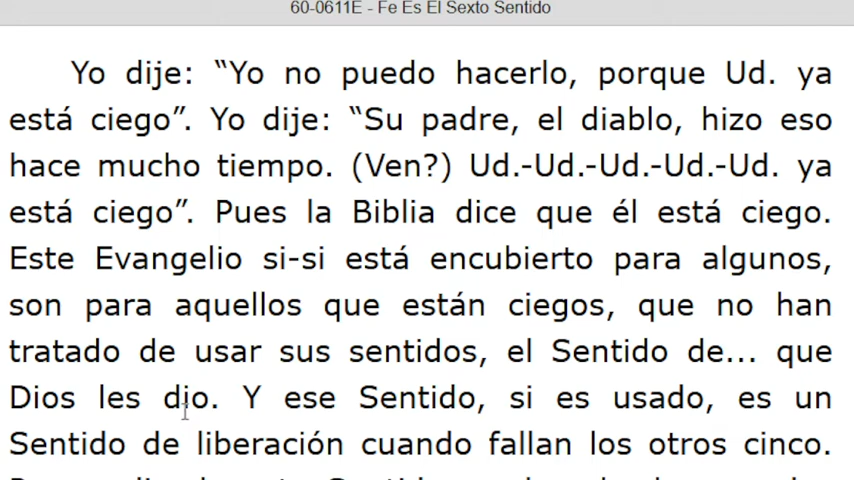 60-0611E - Fe Es El Sexto Sentido
Yo dije: “Yo no puedo hacerlo, porque Ud. ya
está ciego”. Yo dije: “Su padre, el diablo, hizo eso
hace mucho tiempo. (Ven?) Ud.-Ud.-Ud.-Ud.-Ud. ya
está ciego”. Pues la Biblia dice que él está ciego.
Este Evangelio si-si está encubierto para algunos,
son para aquellos que están ciegos, que no han
tratado de usar sus sentidos, el Sentido de... que
Dios les dio. Y ese Sentido, si es usado, es un
Sentido de liberación cuando fallan los otros cinco.